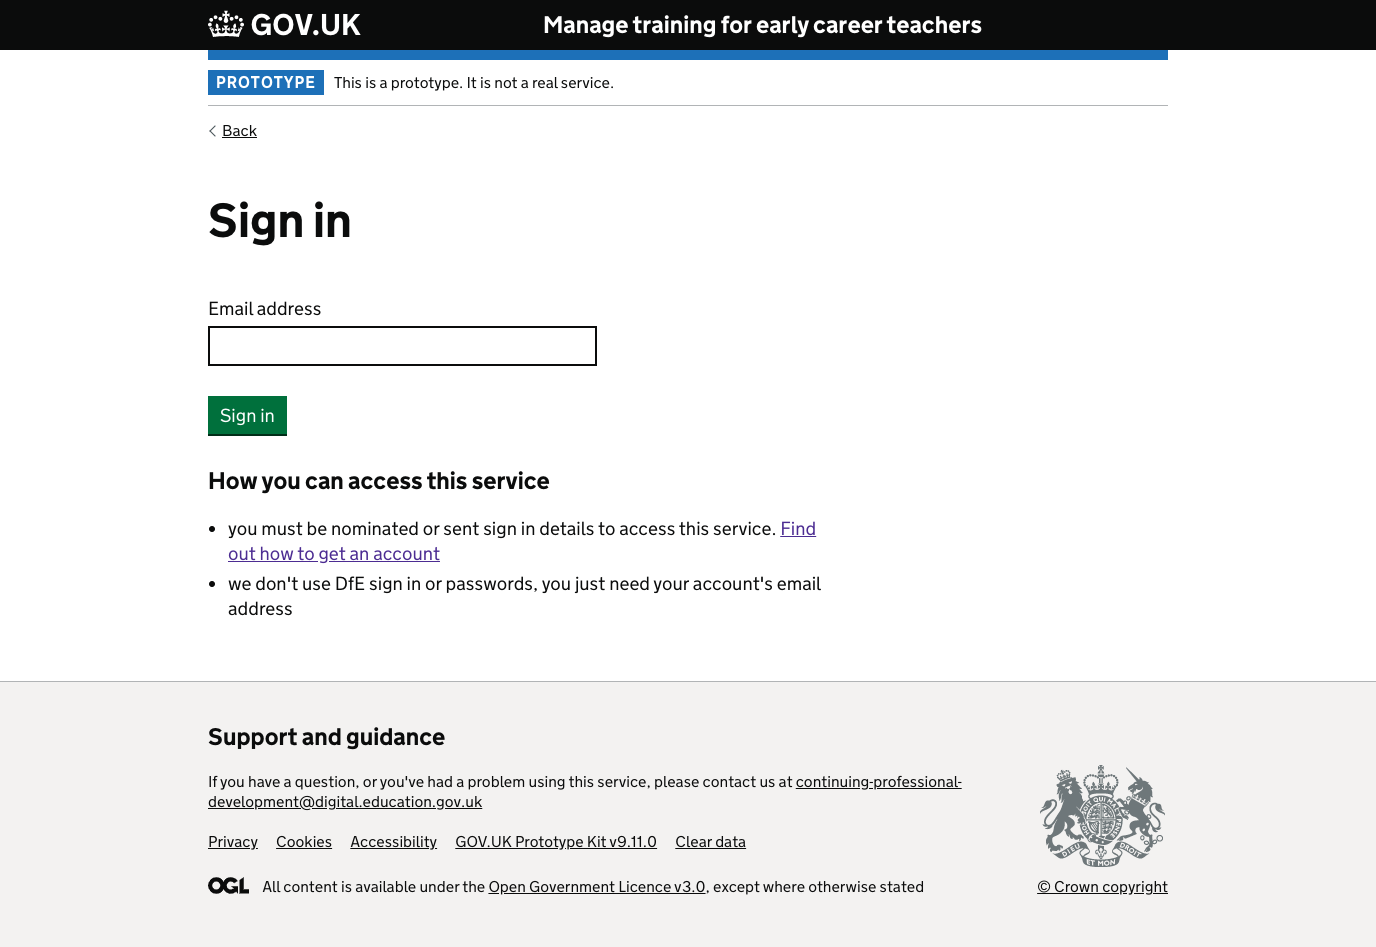 GOV.UK
Manage training for early career teachers
PROTOTYPE This is a prototype. It is not a real service.
Back
Sign in
Email address
Sign in
How you can access this service
you must be nominated or sent sign in details to access this service. Find
out how to get an account
we don't use DfE sign in or passwords, you just need your account's email
address
Support and guidance
If you have a question, or you've had a problem using this service, please contact us at continuing-professional-
development@digital.education.gov.uk
Privacy Cookies Accessibility GOV.UK Prototype Kit v9.11.0 Clear data
DIEU ET MON DROIT
OGL All content is available under the Open Government Licence v3.0, except where otherwise stated
© Crown copyright